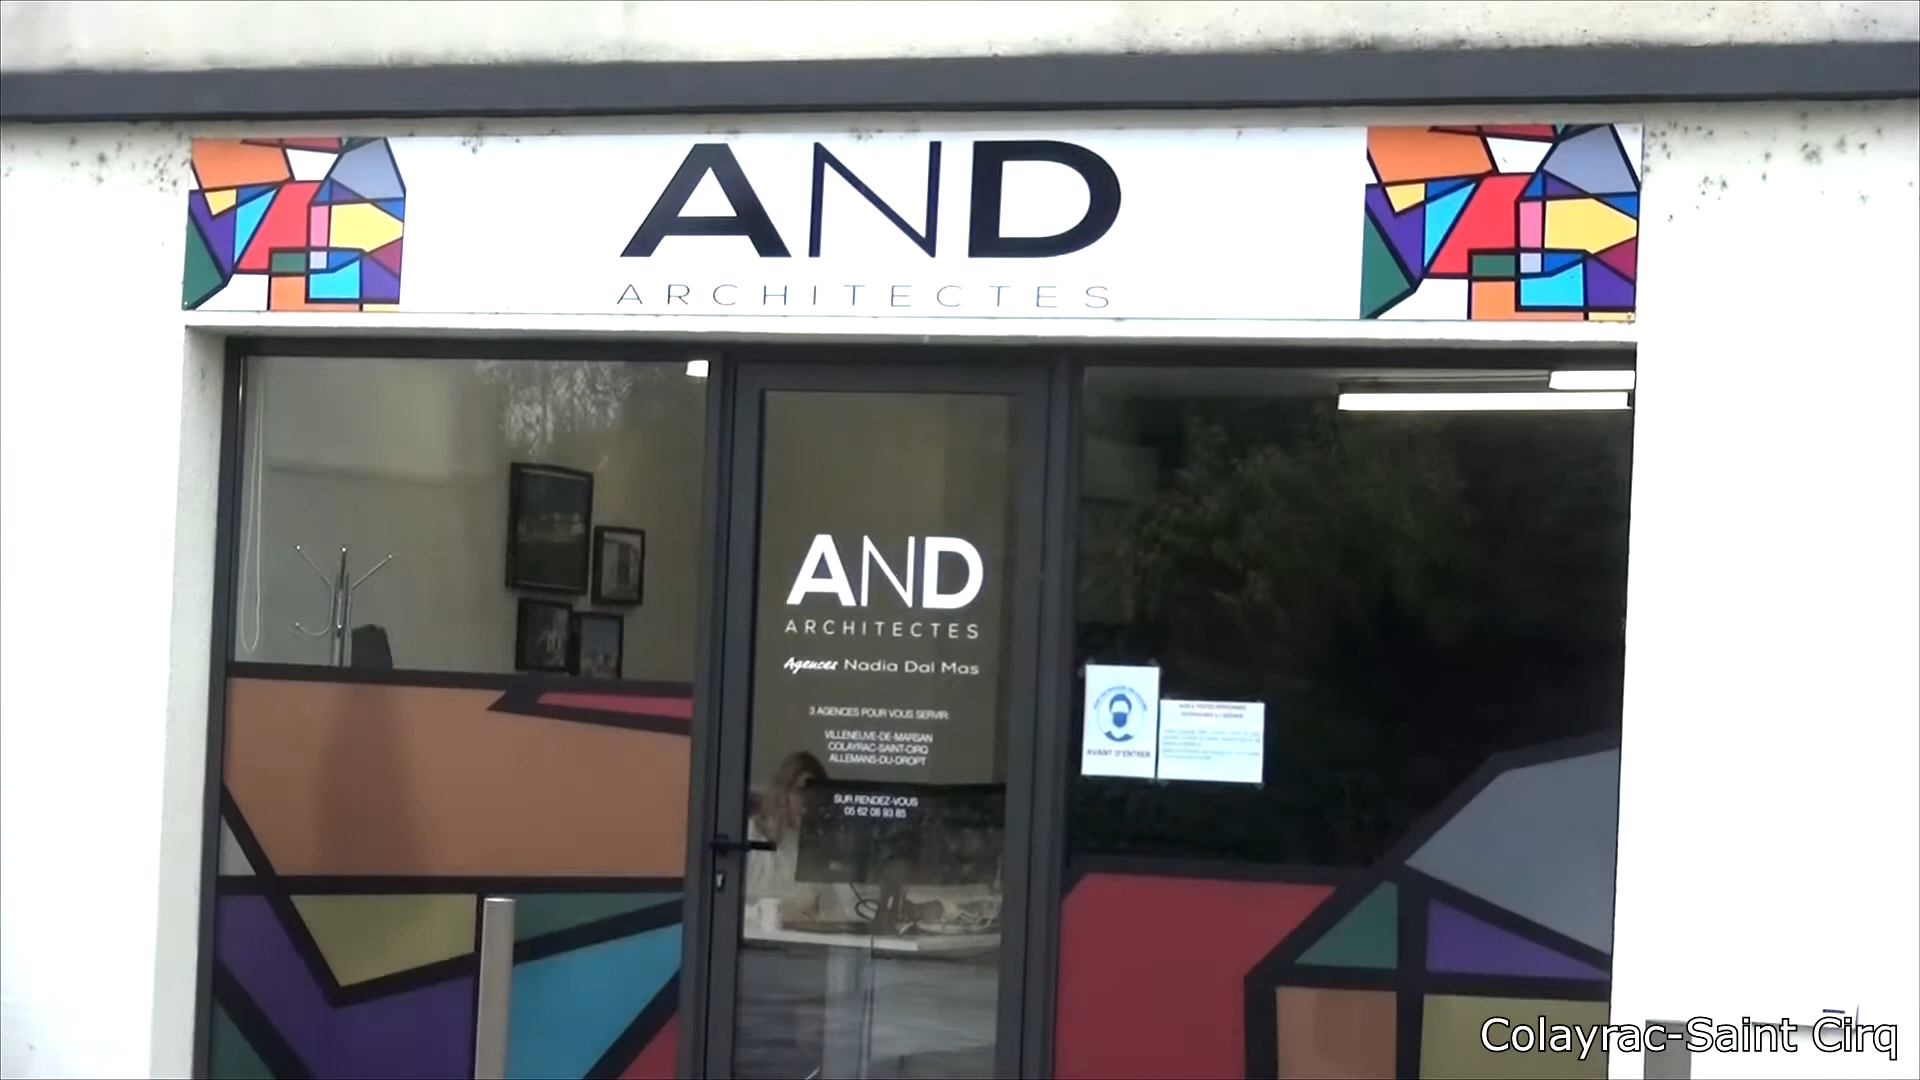 AND
ARCHITECTES
AND
ARCHITECTES
Agences Nadia Dal Mas
3 AGENCES POUR VOUS SERVIR:
VILLENEUVE-DE-MARSAN
COLAYRAC-SAINT-CIRQ
ALLEMANS-DU-DROPT
SUR RENDEZ-VOUS
05 62 08 93 85
AVANT D'ENTRER
Colayrac-Saint Cirq